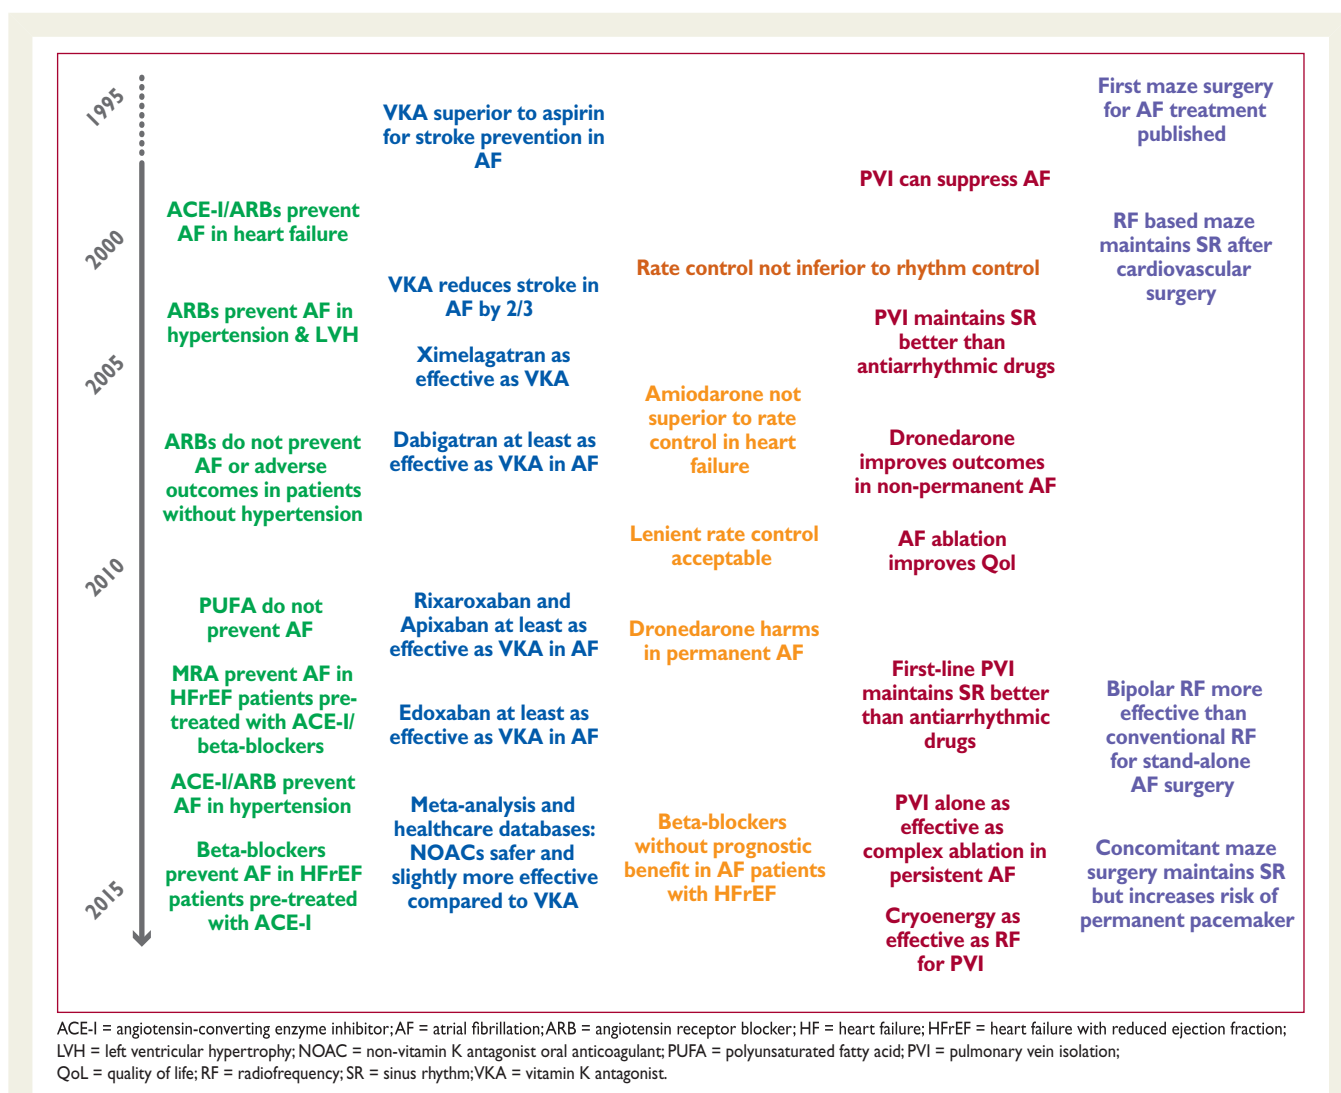 1995
2000
2005
2010
2015
ACE-I/ARBs prevent
AF in heart failure
ARBs prevent AF in
hypertension & LVH
ARBs do not prevent
AF or adverse
outcomes in patients
without hypertension
PUFA do not
prevent AF
MRA prevent AF in
HFrEF patients pre-
treated with ACE-I/
beta-blockers
ACE-I/ARB prevent
AF in hypertension
Beta-blockers
prevent AF in HFrEF
patients pre-treated
with ACE-I
VKA superior to aspirin
for stroke prevention in
AF
VKA reduces stroke in
AF by 2/3
Ximelagatran as
effective as VKA
Dabigatran at least as
effective as VKA in AF
Rixaroxaban and
Apixaban at least as
effective as VKA in AF
Edoxaban at least as
effective as VKA in AF
Meta-analysis and
healthcare databases:
NOACs safer and
slightly more effective
compared to VKA
Rate control not inferior to rhythm control
Amiodarone not
superior to rate
control in heart
failure
Lenient rate control
acceptable
Dronedarone harms
in permanent AF
Beta-blockers
without prognostic
benefit in AF patients
with HFrEF
PVI can suppress AF
PVI maintains SR
better than
antiarrhythmic drugs
Dronedarone
improves outcomes
in non-permanent AF
AF ablation
improves Qol
First-line PVI
maintains SR better
than antiarrhythmic
drugs
PVI alone as
effective as
complex ablation in
persistent AF
Cryoenergy as
effective as RF
for PVI
First maze surgery
for AF treatment
published
RF based maze
maintains SR after
cardiovascular
surgery
Bipolar RF more
effective than
conventional RF
for stand-alone
AF surgery
Concomitant maze
surgery maintains SR
but increases risk of
permanent pacemaker
ACE-I = angiotensin-converting enzyme inhibitor; AF = atrial fibrillation; ARB = angiotensin receptor blocker; HF = heart failure; HFrEF = heart failure with reduced ejection fraction;
LVH = left ventricular hypertrophy; NOAC = non-vitamin K antagonist oral anticoagulant; PUFA = polyunsaturated fatty acid; PVI = pulmonary vein isolation;
QoL = quality of life; RF = radiofrequency; SR = sinus rhythm; VKA = vitamin K antagonist.